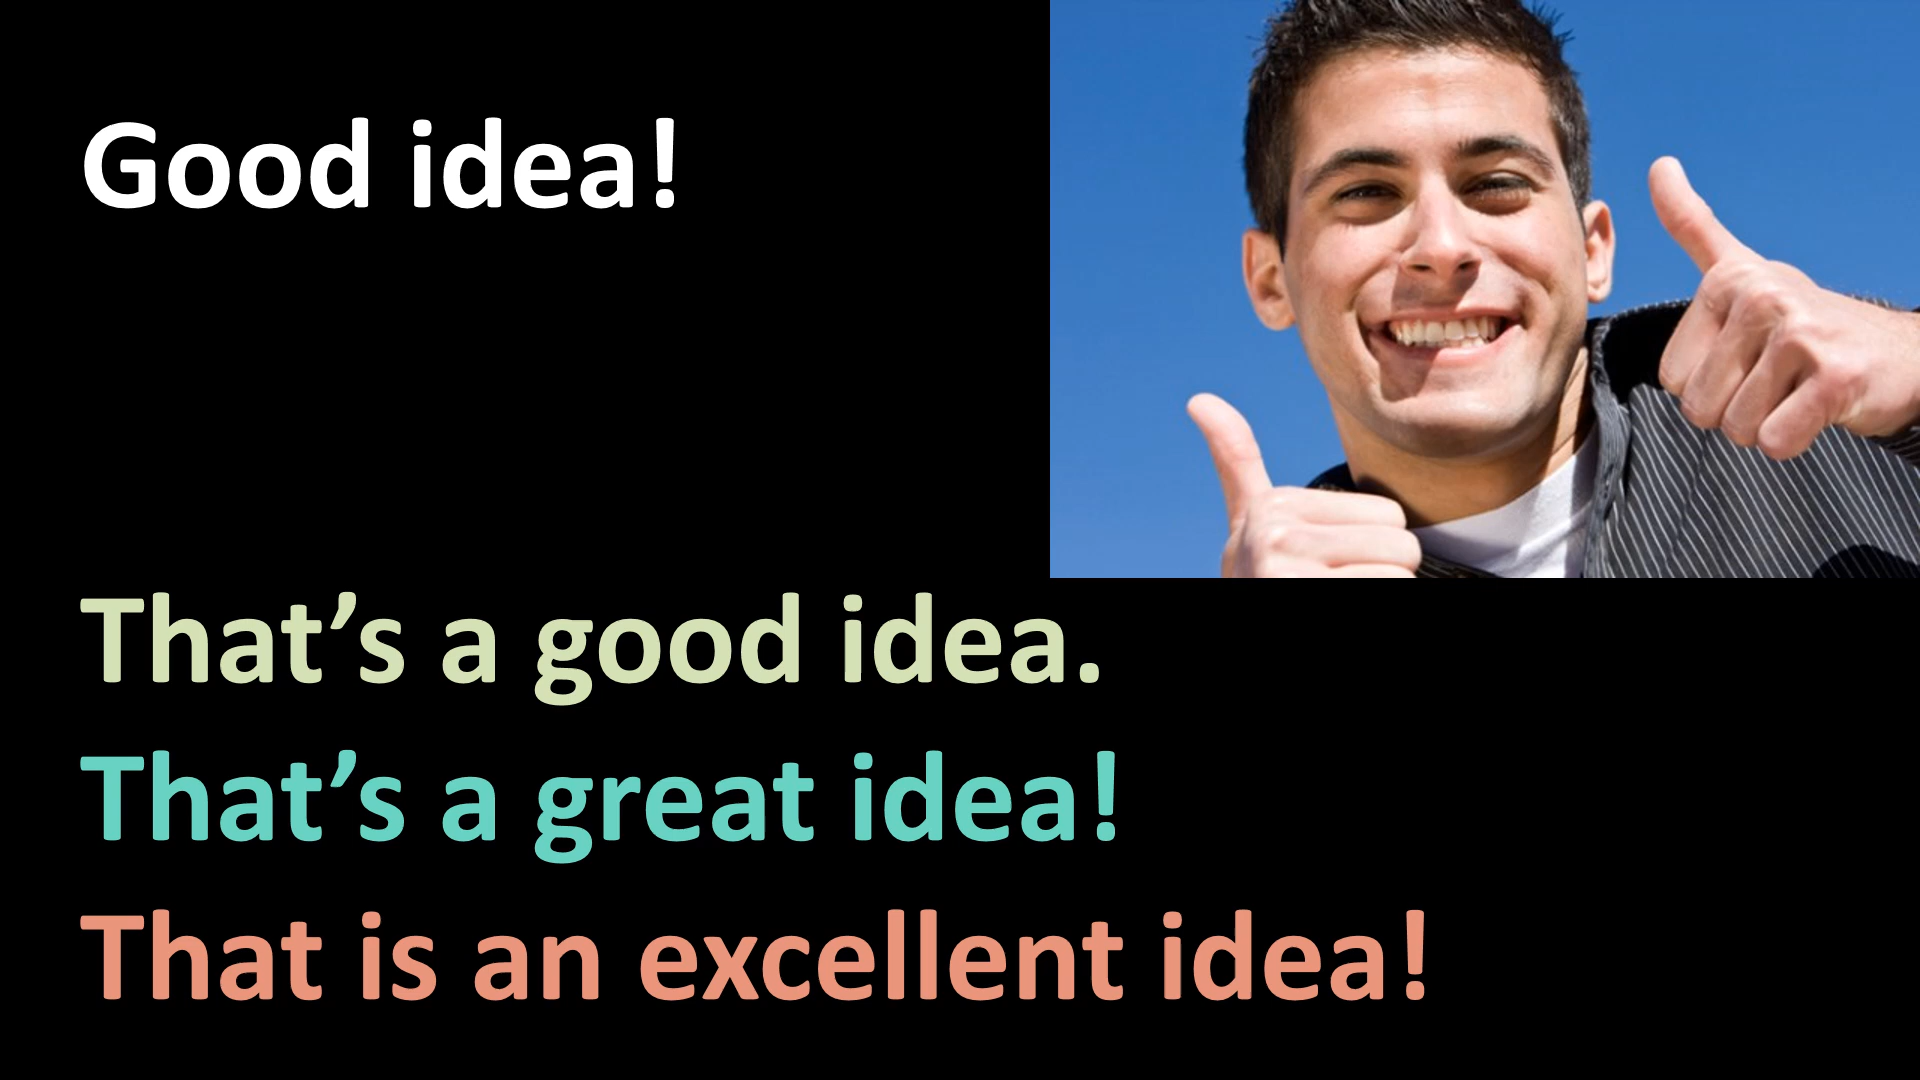 Good idea!
That’s a good idea.
That’s a great idea!
That is an excellent idea!